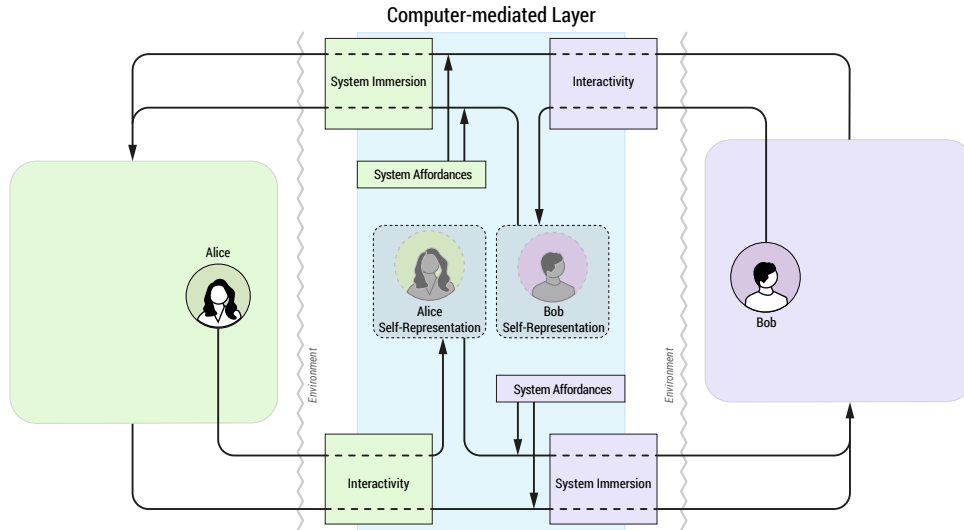 Computer-mediated Layer
System Immersion
Interactivity
System Affordances
Alice
Environment
Alice
Self-Representation
Bob
Self-Representation
Environment
Bob
System Affordances
Interactivity
System Immersion